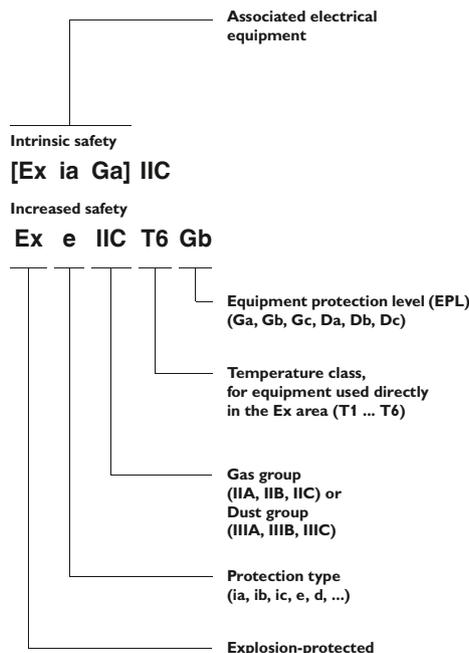 Associated electrical
equipment
Intrinsic safety
[Ex ia Ga] IIC
Increased safety
Ex e IIC T6 Gb
Equipment protection level (EPL)
(Ga, Gb, Gc, Da, Db, Dc)
Temperature class,
for equipment used directly
in the Ex area (T1 ... T6)
Gas group
(IIA, IIB, IIC) or
Dust group
(IIIA, IIIB, IIIC)
Protection type
(ia, ib, ic, e, d, ...)
Explosion-protected